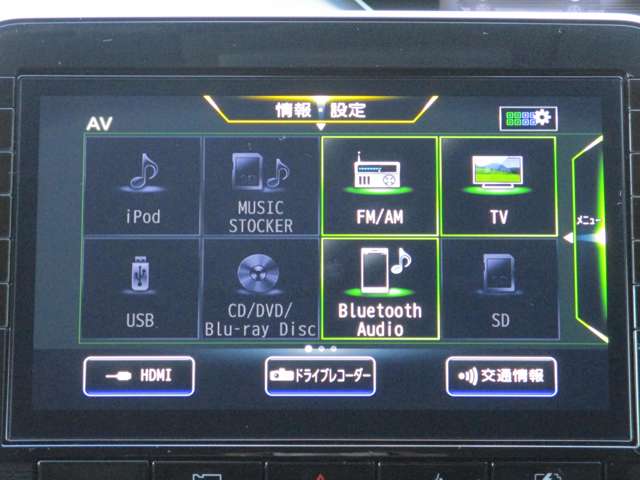 情報・設定
AV
iPod
MUSIC
STOCKER
FM/AM
TV
メニュー
USB
CD/DVD/
Blu-ray Disc
Bluetooth
Audio
SD
HDMI
ドライブレコーダー
交通情報